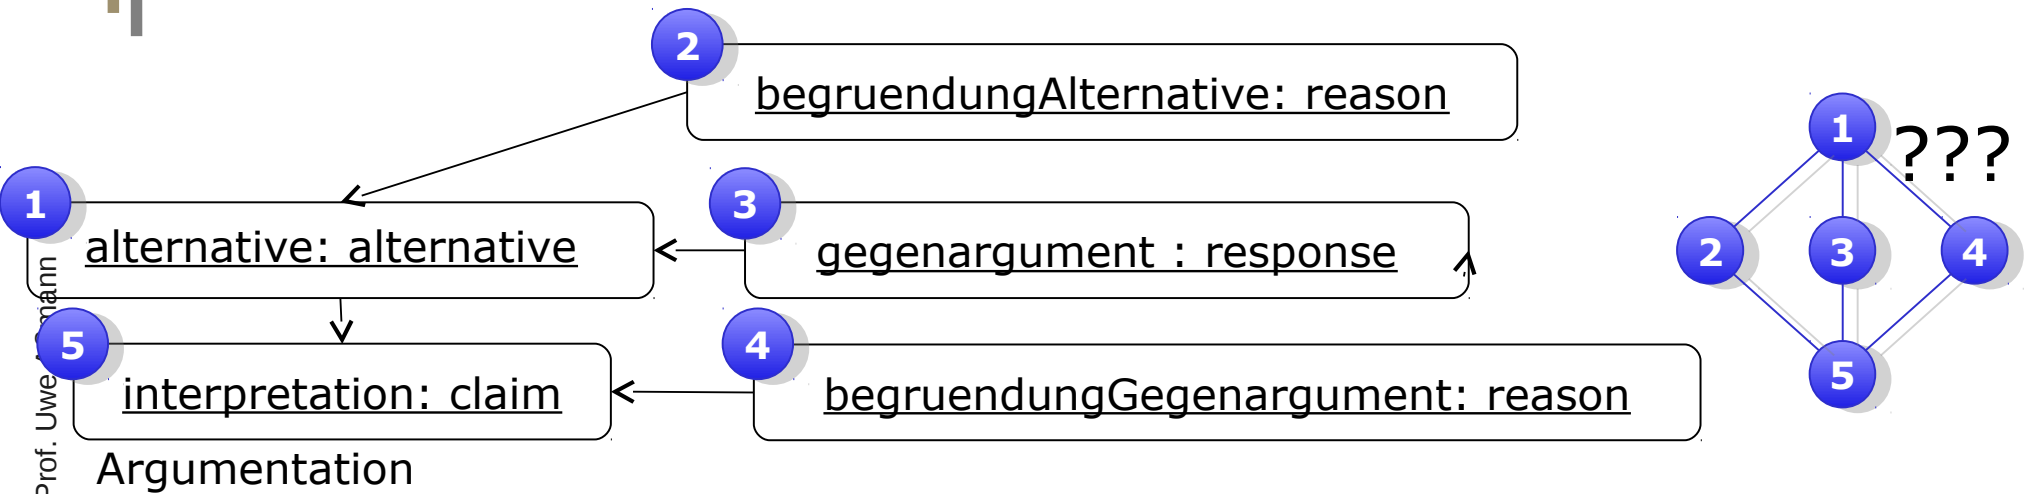 2
begruendungAlternative: reason
1
alternative: alternative
3
gegenargument : response
5
interpretation: claim
4
begruendungGegenargument: reason
Argumentation
Prof. Uwe
1
???
2
3
4
5